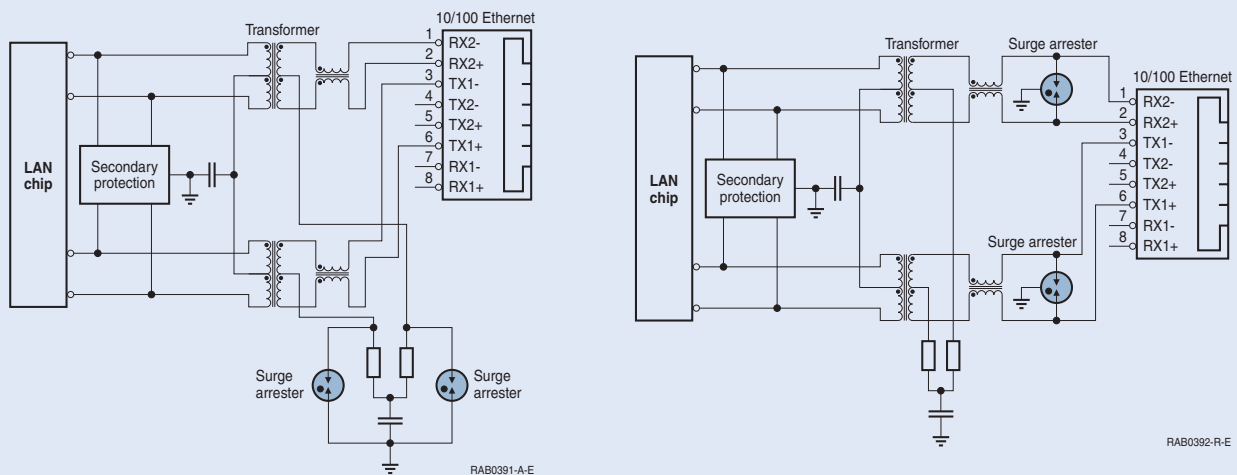 10/100 Ethernet
Transformer
1 RX2-
2 RX2+
3 TX1-
4 TX2-
5 TX2+
6 TX1+
7 RX1-
8 RX1+
LAN
chip
Secondary
protection
Surge
arrester
Surge
arrester
RAB0391-A-E
Transformer
Surge arrester
10/100 Ethernet
1 RX2-
2 RX2+
3 TX1-
4 TX2-
5 TX2+
6 TX1+
7 RX1-
8 RX1+
LAN
chip
Secondary
protection
Surge arrester
RAB0392-R-E